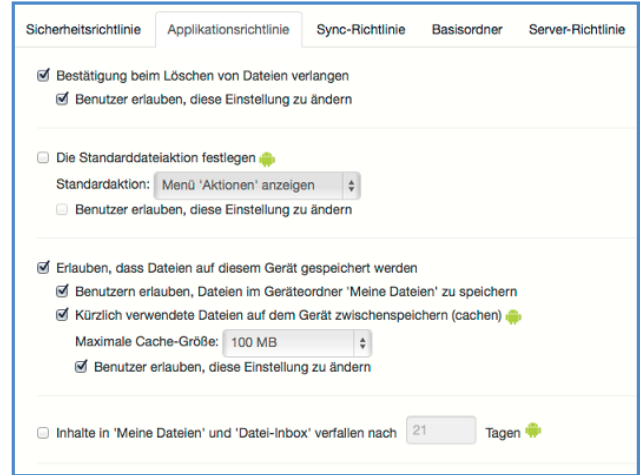 Sicherheitsrichtlinie Applikationsrichtlinie Sync-Richtlinie Basisordner Server-Richtlinie
Bestätigung beim Löschen von Dateien verlangen
Benutzer erlauben, diese Einstellung zu ändern
Die Standarddateiaktion festlegen
Standardaktion: Menü 'Aktionen' anzeigen
Benutzer erlauben, diese Einstellung zu ändern
Erlauben, dass Dateien auf diesem Gerät gespeichert werden
Benutzern erlauben, Dateien im Geräteordner 'Meine Dateien' zu speichern
Kürzlich verwendete Dateien auf dem Gerät zwischenspeichern (cachen)
Maximale Cache-Größe: 100 MB
Benutzer erlauben, diese Einstellung zu ändern
Inhalte in 'Meine Dateien' und 'Datei-Inbox' verfallen nach 21 Tagen